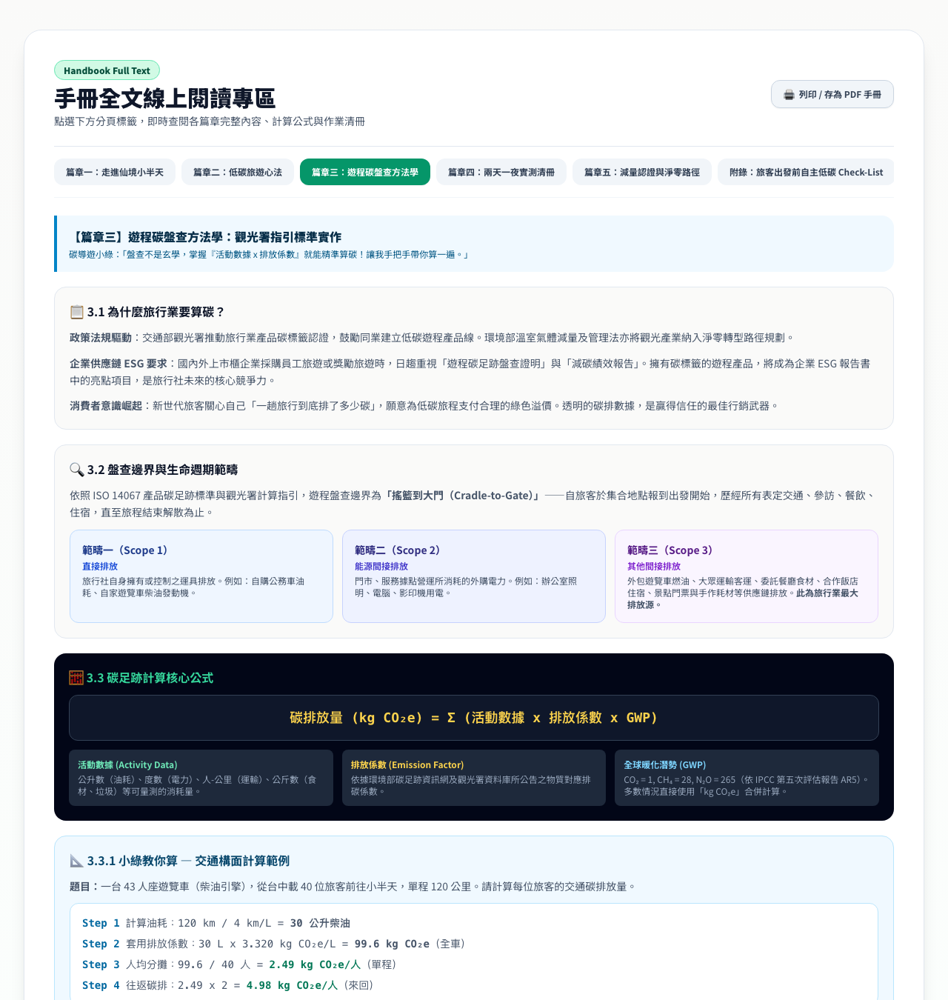 Handbook Full Text
手冊全文線上閱讀專區
點選下方分頁標籤，即時查閱各篇章完整內容、計算公式與作業清冊
🖨️ 列印 / 存為 PDF 手冊
篇章一：走進仙境小半天
篇章二：低碳旅遊心法
篇章三：遊程碳盤查方法學
篇章四：兩天一夜實測清冊
篇章五：減量認證與淨零路徑
附錄：旅客出發前自主低碳 Check-List
【篇章三】遊程碳盤查方法學：觀光署指引標準實作
碳導遊小綠：「盤查不是玄學，掌握『活動數據 x 排放係數』就能精準算碳！讓我手把手帶你算一遍。」
📋 3.1 為什麼旅行業要算碳？
政策法規驅動：交通部觀光署推動旅行業產品碳標籤認證，鼓勵同業建立低碳遊程產品線。環境部溫室氣體減量及管理法亦將觀光產業納入淨零轉型路徑規劃。
企業供應鏈 ESG 要求：國內外上市櫃企業採購員工旅遊或獎勵旅遊時，日趨重視「遊程碳足跡盤查證明」與「減碳績效報告」。擁有碳標籤的遊程產品，將成為企業 ESG 報告書
中的亮點項目，是旅行社未來的核心競爭力。
消費者意識崛起：新世代旅客關心自己「一趟旅行到底排了多少碳」，願意為低碳旅程支付合理的綠色溢價。透明的碳排數據，是贏得信任的最佳行銷武器。
🔍 3.2 盤查邊界與生命週期範疇
依照 ISO 14067 產品碳足跡標準與觀光署計算指引，遊程盤查邊界為「搖籃到大門（Cradle-to-Gate）」——自旅客於集合地點報到出發開始，歷經所有表定交通、參訪、餐飲、
住宿，直至旅程結束解散為止。
範疇一（Scope 1）
直接排放
旅行社自身擁有或控制之運具排放。例如：自購公務車油
耗、自家遊覽車柴油發動機。
範疇二（Scope 2）
能源間接排放
門市、服務據點營運所消耗的外購電力。例如：辦公室照
明、電腦、影印機用電。
範疇三（Scope 3）
其他間接排放
外包遊覽車燃油、大眾運輸客運、委託餐廳食材、合作飯店
住宿、景點門票與手作耗材等供應鏈排放。此為旅行業最大
排放源。
🧮 3.3 碳足跡計算核心公式
碳排放量 (kg CO₂e) = Σ (活動數據 x 排放係數 x GWP)
活動數據 (Activity Data)
公升數（油耗）、度數（電力）、人-公里（運輸）、公斤數（食
材、垃圾）等可量測的消耗量。
排放係數 (Emission Factor)
依據環境部碳足跡資訊網及觀光署資料庫所公告之物質對應排
碳係數。
全球暖化潛勢 (GWP)
CO₂ = 1, CH₄ = 28, N₂O = 265（依 IPCC 第五次評估報告 AR5）。
多數情況直接使用「kg CO₂e」合併計算。
📐 3.3.1 小綠教你算 — 交通構面計算範例
題目：一台 43 人座遊覽車（柴油引擎），從台中載 40 位旅客前往小半天，單程 120 公里。請計算每位旅客的交通碳排放量。
Step 1 計算油耗：120 km / 4 km/L = 30 公升柴油
Step 2 套用排放係數：30 L x 3.320 kg CO₂e/L = 99.6 kg CO₂e（全車）
Step 3 人均分攤：99.6 / 40 人 = 2.49 kg CO₂e/人（單程）
Step 4 往返碳排：2.49 x 2 = 4.98 kg CO₂e/人（來回）